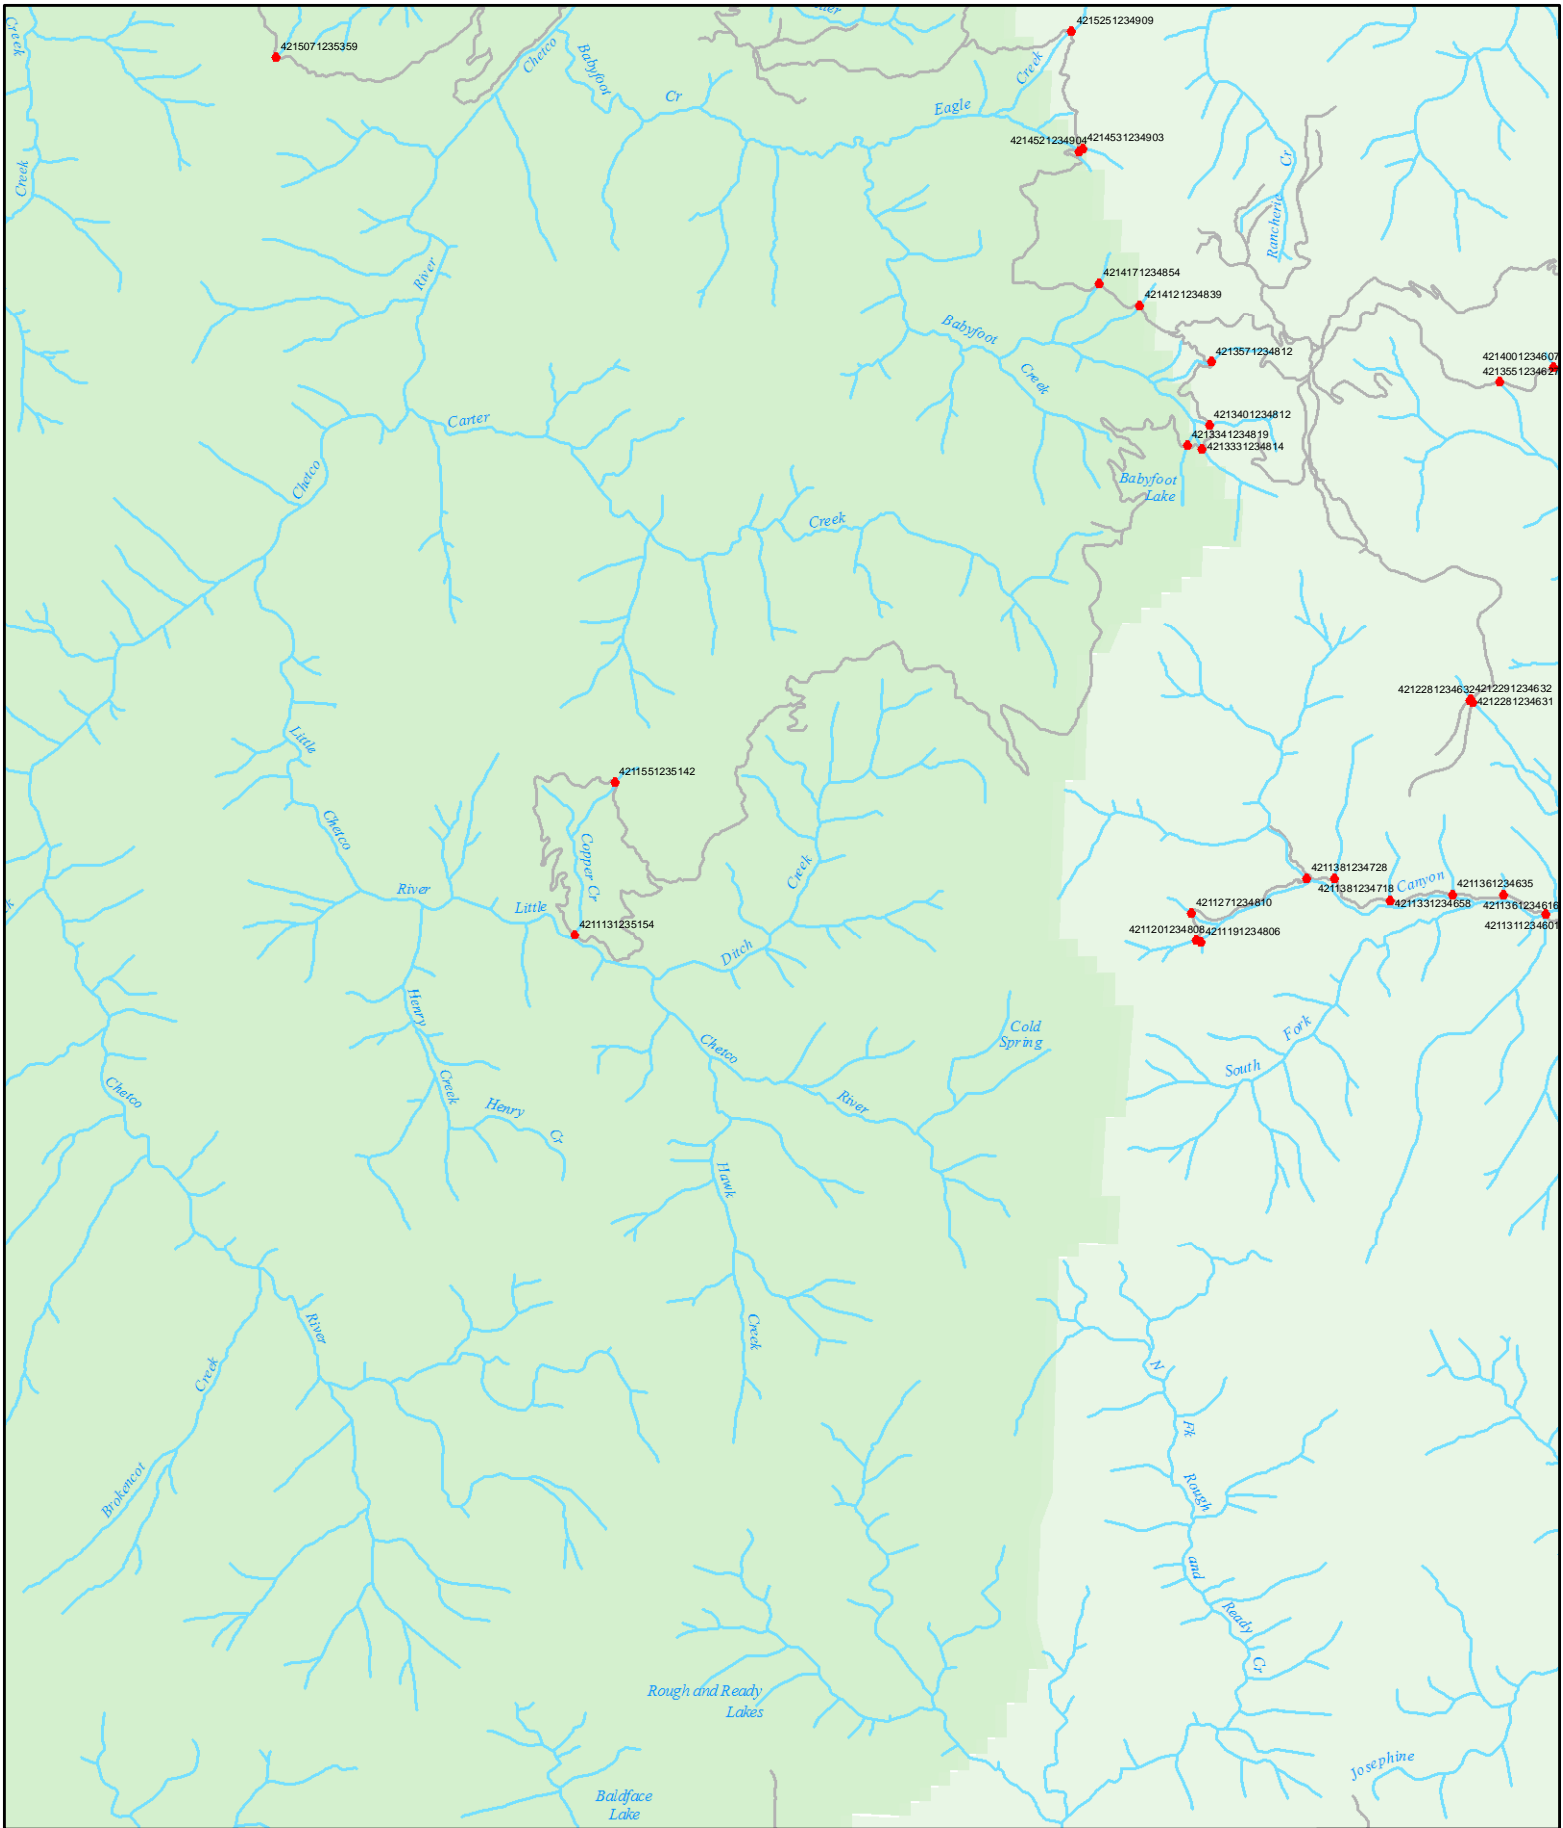 Creek
4215071235359
Chetco
Babyfoot
Cr
4215251234909
Creek
Eagle
4214521234904
4214531234903
Creek
Cr
Rancheric
River
4214171234854
4214121234839
Babyfoot
Creek
4213571234812
4214001234607
4213551234627
Carter
4213401234812
4213341234819
4213331234814
Chetco
Babyfoot
Lake
Creek
4212281234632
4212291234632
4212281234631
Little
4211551235142
Chetco
Copper Cr
Creek
4211381234728
4211381234718
Canyon
4211361234635
River
Little
4211271234810
4211331234658
4211361234616
4211311234601
4211131235154
4211201234808
4211191234806
Ditch
Henry
Cold
Spring
Fork
Chetco
South
Chetco
Creek
Henry
Cr
River
Hawk
River
Creek
Creek
N
Fk
Brokencot
Rough
and
Ready
Cr
Rough and Ready
Lakes
Josephine
Baldface
Lake